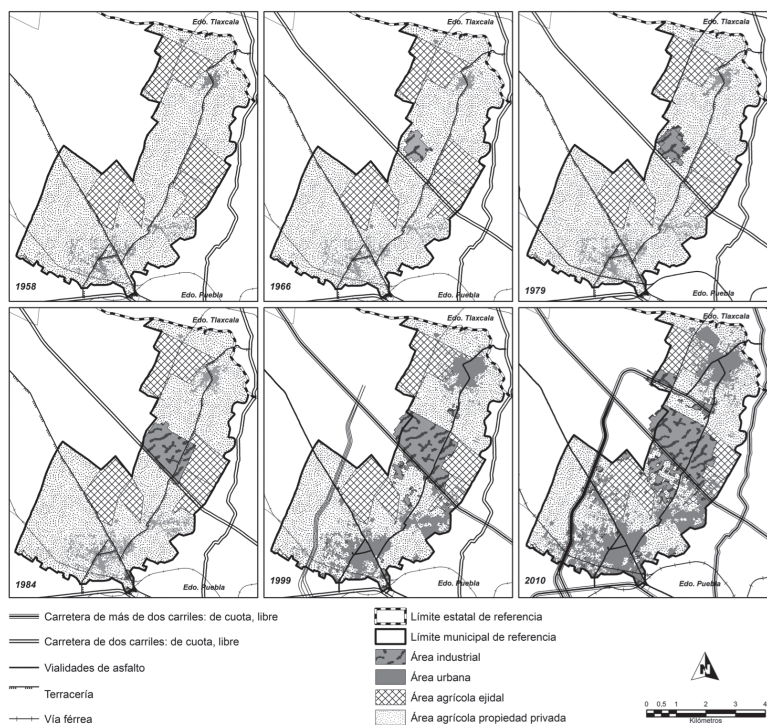 Edo. Tlaxcala
1958
Edo. Puebla
Edo. Tlaxcala
1966
Edo. Puebla
Edo. Tlaxcala
1979
Edo. Puebla
Edo. Tlaxcala
1984
Edo. Puebla
Edo. Tlaxcala
1999
Edo. Puebla
Edo. Tlaxcala
2010
Edo. Puebla
Carretera de más de dos carriles: de cuota, libre
Carretera de dos carriles: de cuota, libre
Vialidades de asfalto
Terracería
Vía férrea
Límite estatal de referencia
Límite municipal de referencia
Área industrial
Área urbana
Área agrícola ejidal
Área agrícola propiedad privada
N
0 0,5 1 2 3 4
Kilómetros